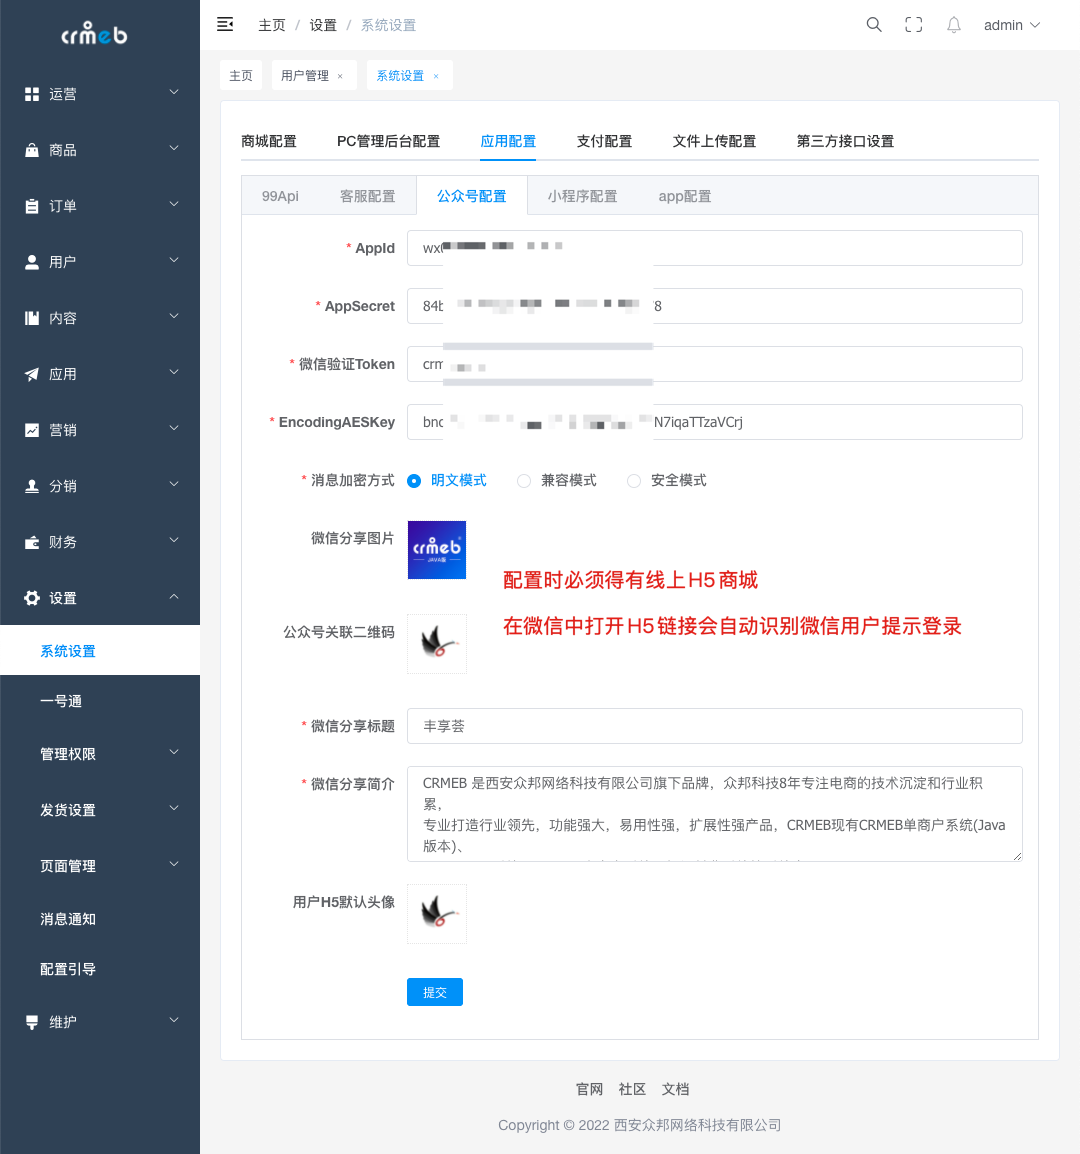 crmeb
主页 / 设置 / 系统设置
admin
主页
用户管理 ×
系统设置 ×
运营
商品
订单
用户
内容
应用
营销
分销
财务
设置
系统设置
一号通
管理权限
发货设置
页面管理
消息通知
配置引导
维护
商城配置
PC管理后台配置
应用配置
支付配置
文件上传配置
第三方接口设置
99Api
客服配置
公众号配置
小程序配置
app配置
* AppId
* AppSecret
84b
* 微信验证Token
crm
* EncodingAESKey
N7iqaTTzaVCrj
* 消息加密方式
明文模式
兼容模式
安全模式
微信分享图片
crmeb
JAVA版
配置时必须得有线上H5商城
在微信中打开H5链接会自动识别微信用户提示登录
公众号关联二维码
* 微信分享标题
丰享荟
* 微信分享简介
CRMEB 是西安众邦网络科技有限公司旗下品牌，众邦科技8年专注电商的技术沉淀和行业积
累，
专业打造行业领先，功能强大，易用性强，扩展性强产品，CRMEB现有CRMEB单商户系统(Java
版本)、
用户H5默认头像
提交
官网 社区 文档
Copyright © 2022 西安众邦网络科技有限公司